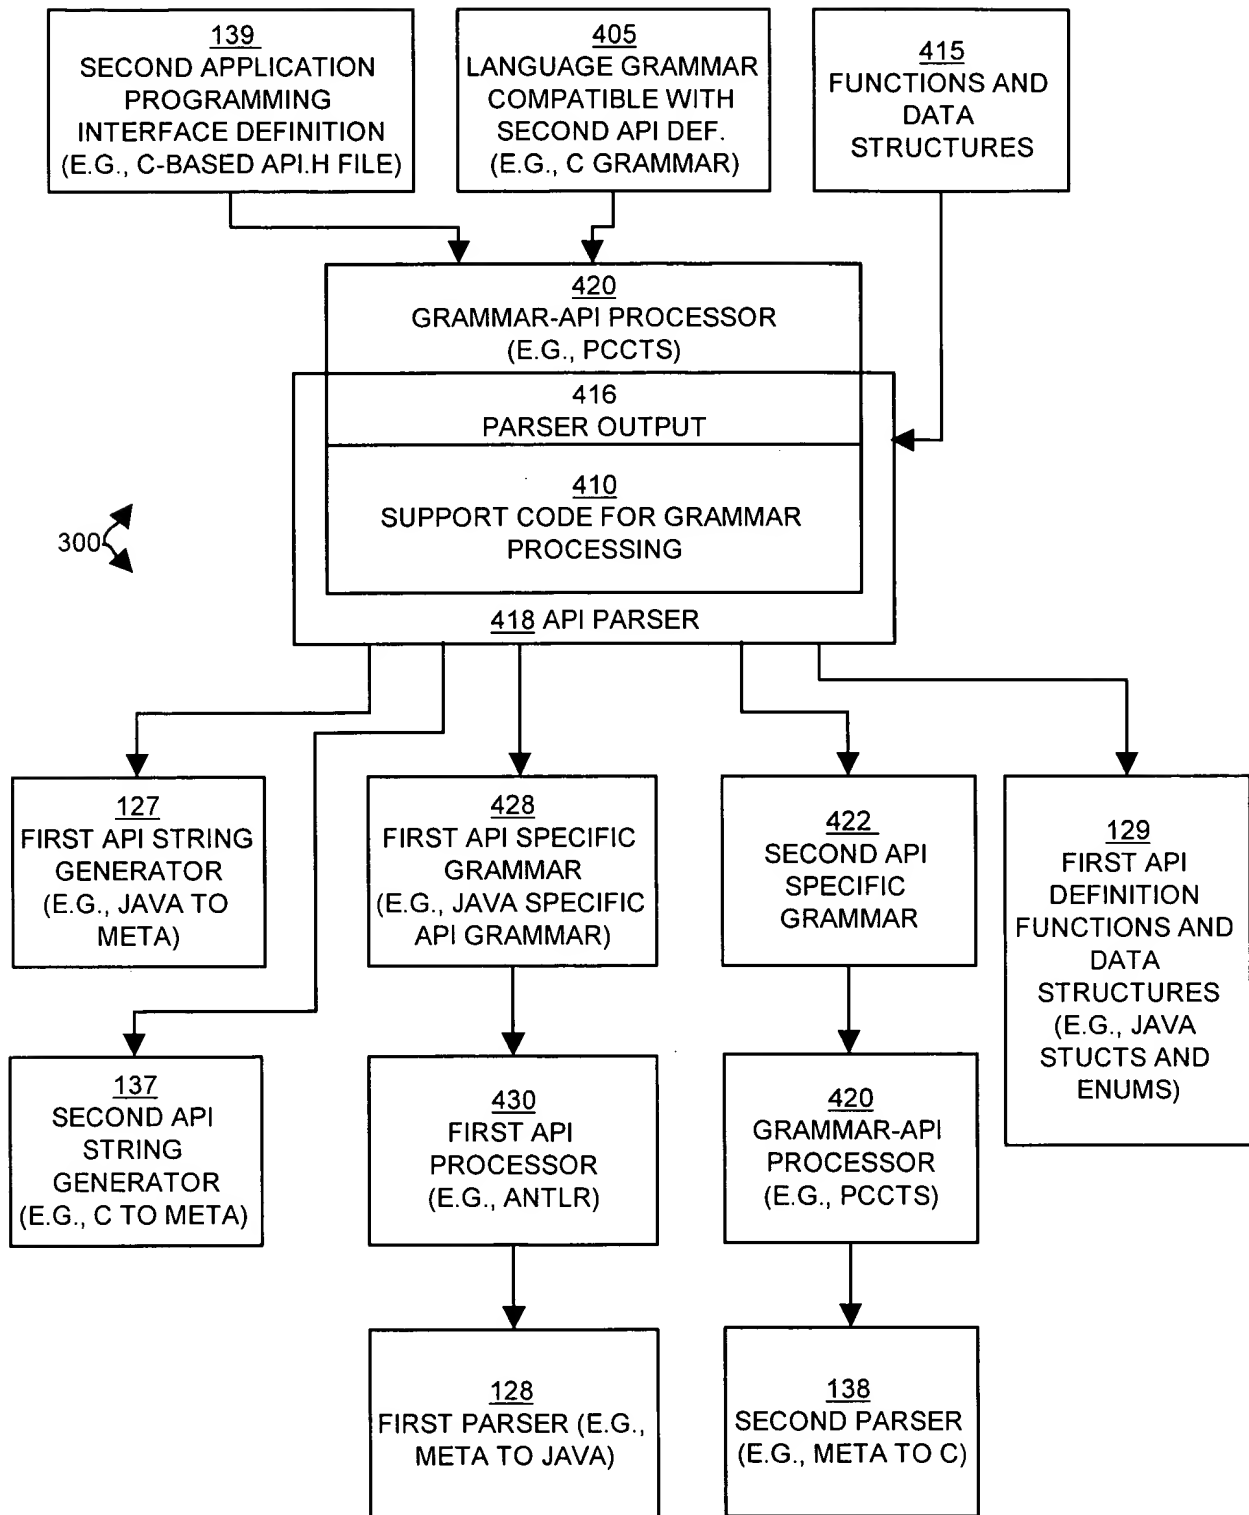 139
SECOND APPLICATION
PROGRAMMING
INTERFACE DEFINITION
(E.G., C-BASED API.H FILE)
405
LANGUAGE GRAMMAR
COMPATIBLE WITH
SECOND API DEF.
(E.G., C GRAMMAR)
415
FUNCTIONS AND
DATA
STRUCTURES
420
GRAMMAR-API PROCESSOR
(E.G., PCCTS)
416
PARSER OUTPUT
410
SUPPORT CODE FOR GRAMMAR
PROCESSING
300
418 API PARSER
127
FIRST API STRING
GENERATOR
(E.G., JAVA TO
META)
428
FIRST API SPECIFIC
GRAMMAR
(E.G., JAVA SPECIFIC
API GRAMMAR)
422
SECOND API
SPECIFIC
GRAMMAR
129
FIRST API
DEFINITION
FUNCTIONS AND
DATA
STRUCTURES
(E.G., JAVA
STUCTS AND
ENUMS)
137
SECOND API
STRING
GENERATOR
(E.G., C TO META)
430
FIRST API
PROCESSOR
(E.G., ANTLR)
420
GRAMMAR-API
PROCESSOR
(E.G., PCCTS)
128
FIRST PARSER (E.G.,
META TO JAVA)
138
SECOND PARSER
(E.G., META TO C)